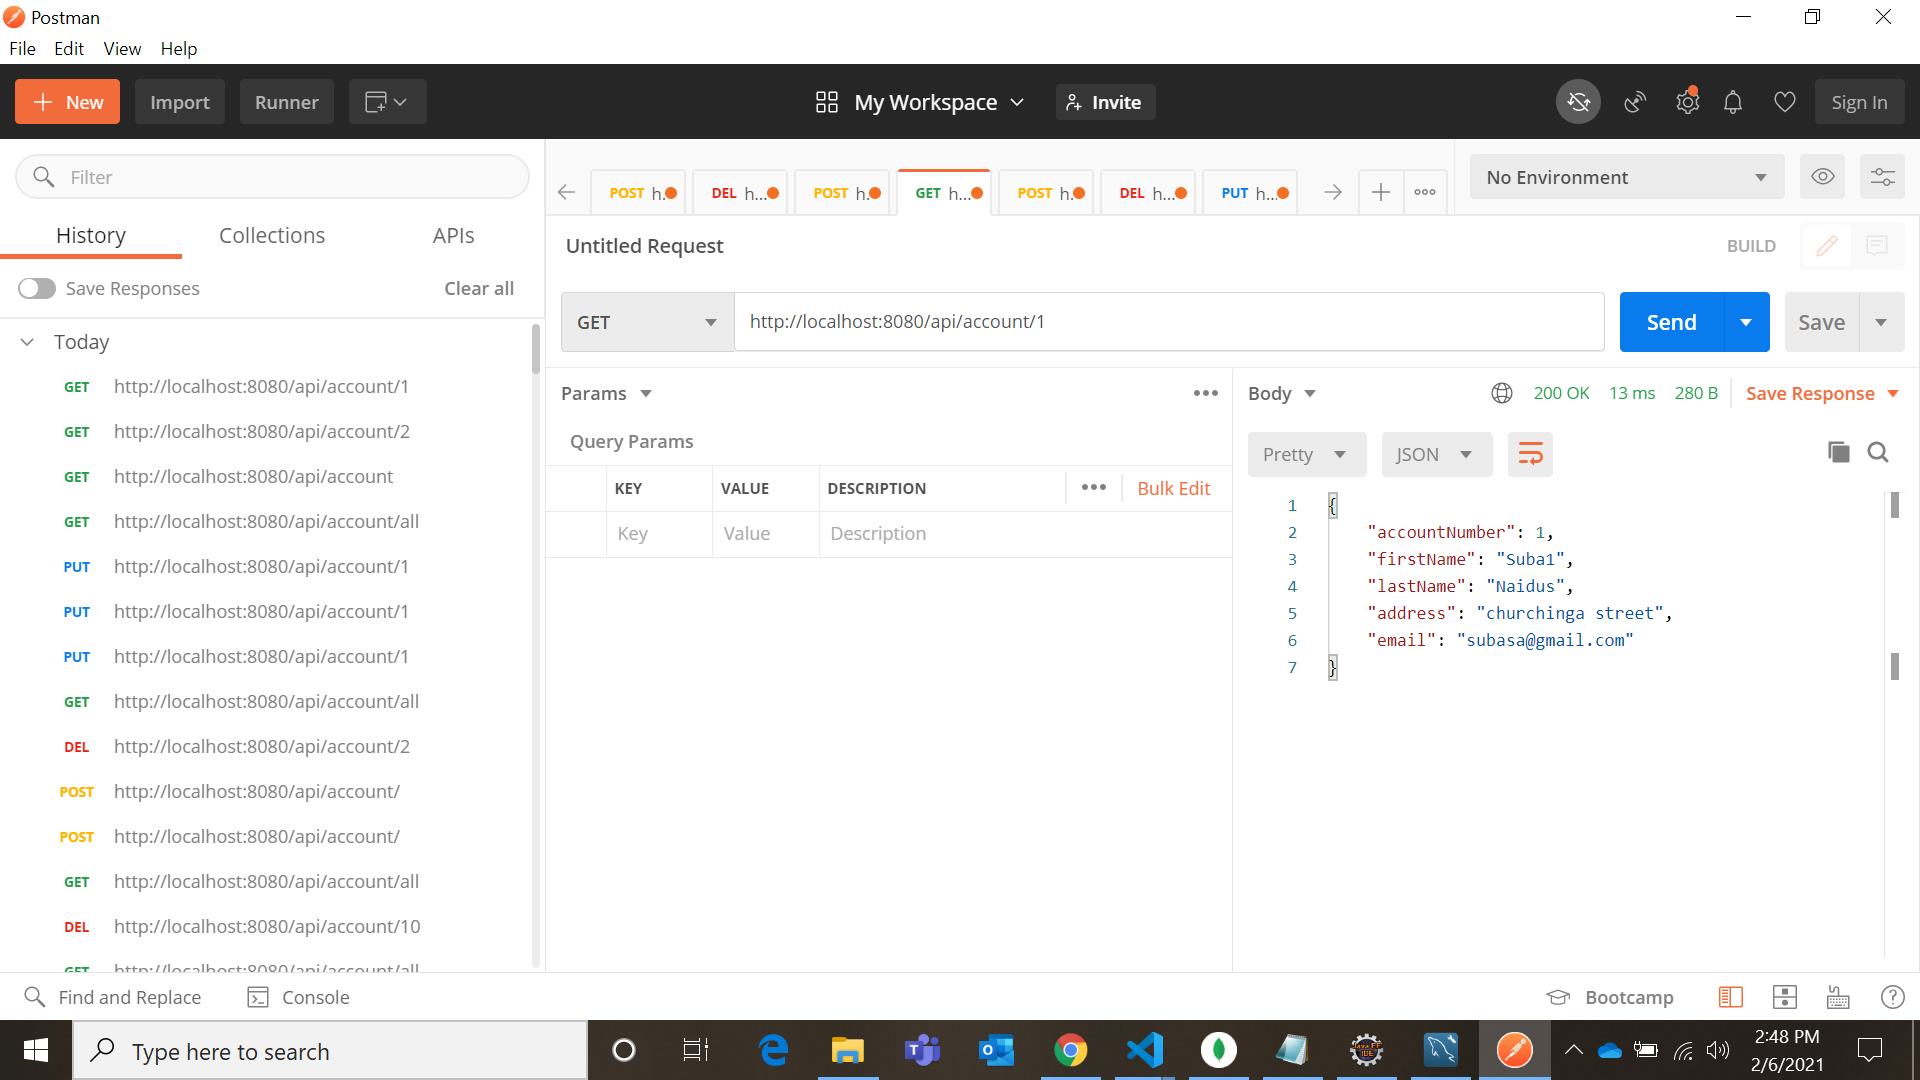 Postman
File Edit View Help
New Import Runner My Workspace Invite Sign In
Filter
History Collections APIs
Save Responses Clear all
Today
GET http://localhost:8080/api/account/1
GET http://localhost:8080/api/account/2
GET http://localhost:8080/api/account
GET http://localhost:8080/api/account/all
PUT http://localhost:8080/api/account/1
PUT http://localhost:8080/api/account/1
PUT http://localhost:8080/api/account/1
GET http://localhost:8080/api/account/all
DEL http://localhost:8080/api/account/2
POST http://localhost:8080/api/account/
POST http://localhost:8080/api/account/
GET http://localhost:8080/api/account/all
DEL http://localhost:8080/api/account/10
GET http://localhost:8080/api/account/all
POST h. DEL h... POST h. GET h... POST h. DEL h... PUT h...
No Environment
Untitled Request BUILD
GET http://localhost:8080/api/account/1 Send Save
Params
Query Params
KEY VALUE DESCRIPTION Bulk Edit
Key Value Description
Body 200 OK 13 ms 280 B Save Response
Pretty JSON
1 {
2 "accountNumber": 1,
3 "firstName": "Suba1",
4 "lastName": "Naidus",
5 "address": "churchinga street",
6 "email": "subasa@gmail.com"
7 }
Find and Replace Console Bootcamp
Type here to search
2:48 PM
2/6/2021